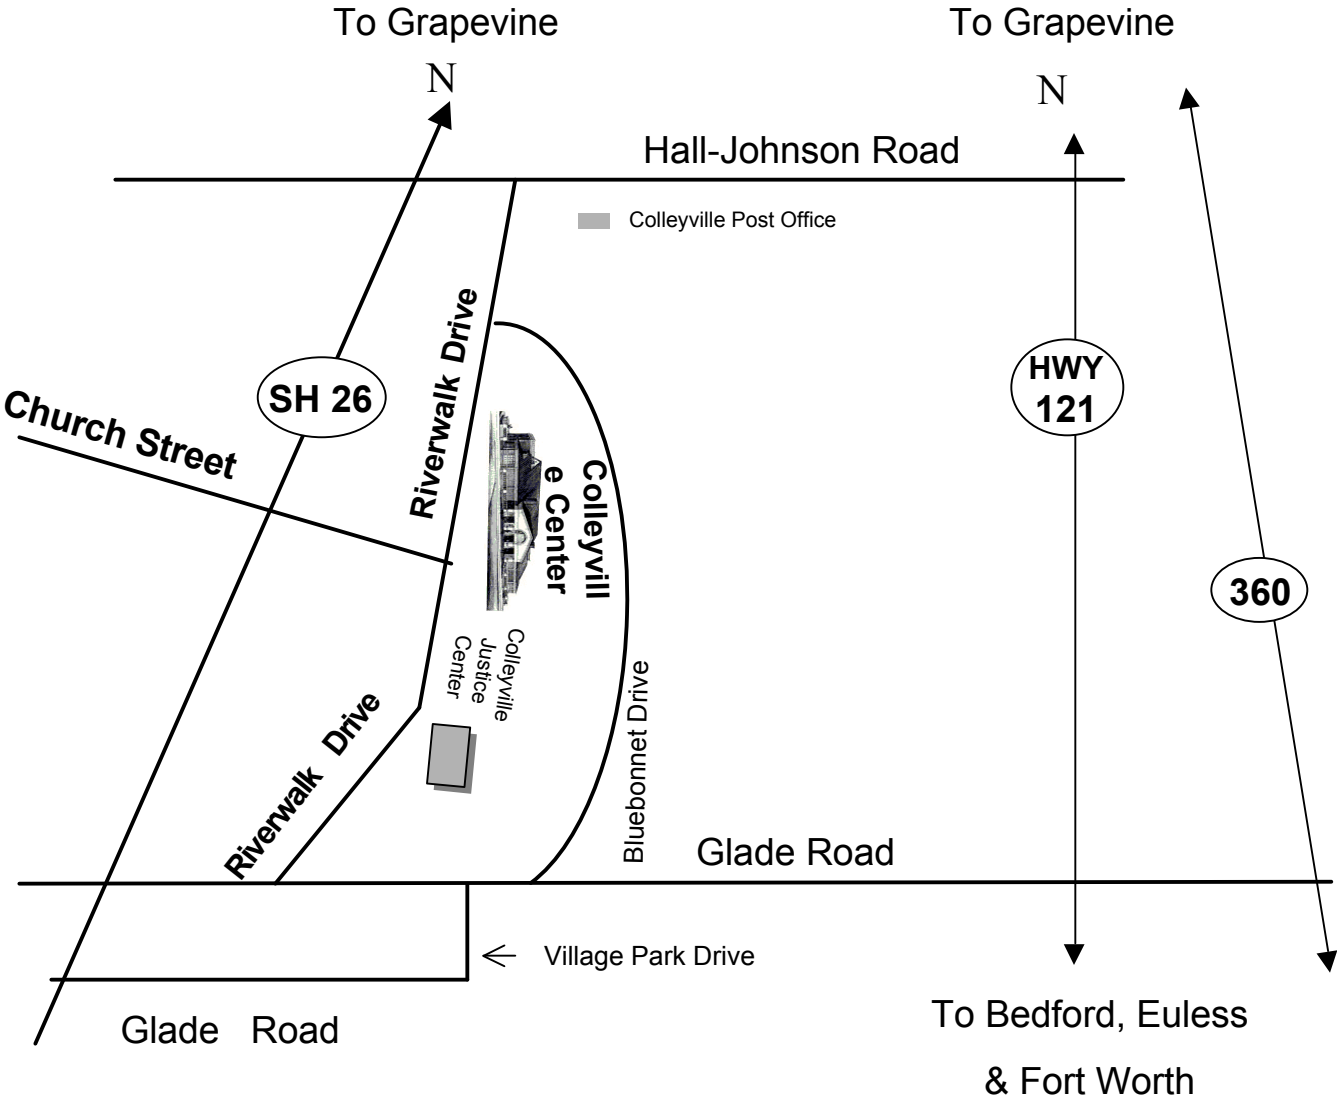 To Grapevine
To Grapevine
N
N
Hall-Johnson Road
Colleyville Post Office
Riverwalk Drive
SH 26
HWY
121
Church Street
Colleyvill
e Center
360
Colleyville
Justice
Center
Bluebonnet Drive
Riverwalk Drive
Glade Road
Village Park Drive
Glade Road
To Bedford, Euless
& Fort Worth